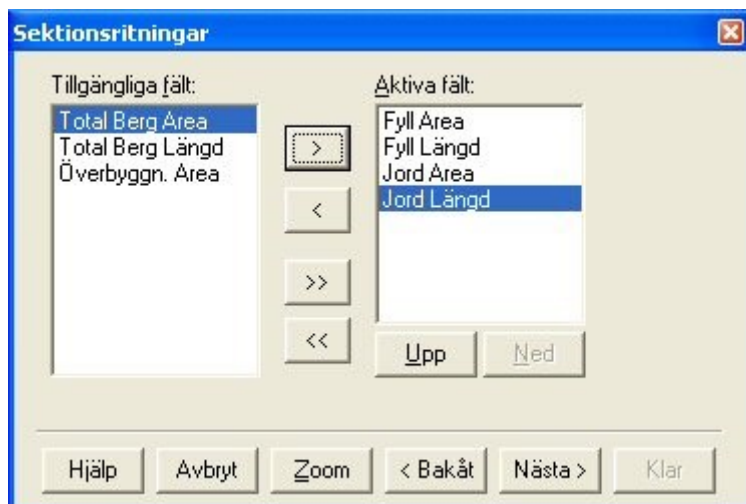 Sektionsritningar
Tillgängliga fält:
Total Berg Area
Total Berg Längd
Överbyggn. Area
>
<
>>
<<
Aktiva fält:
Fyll Area
Fyll Längd
Jord Area
Jord Längd
Upp
Ned
Hjälp
Avbryt
Zoom
< Bakåt
Nästa >
Klar